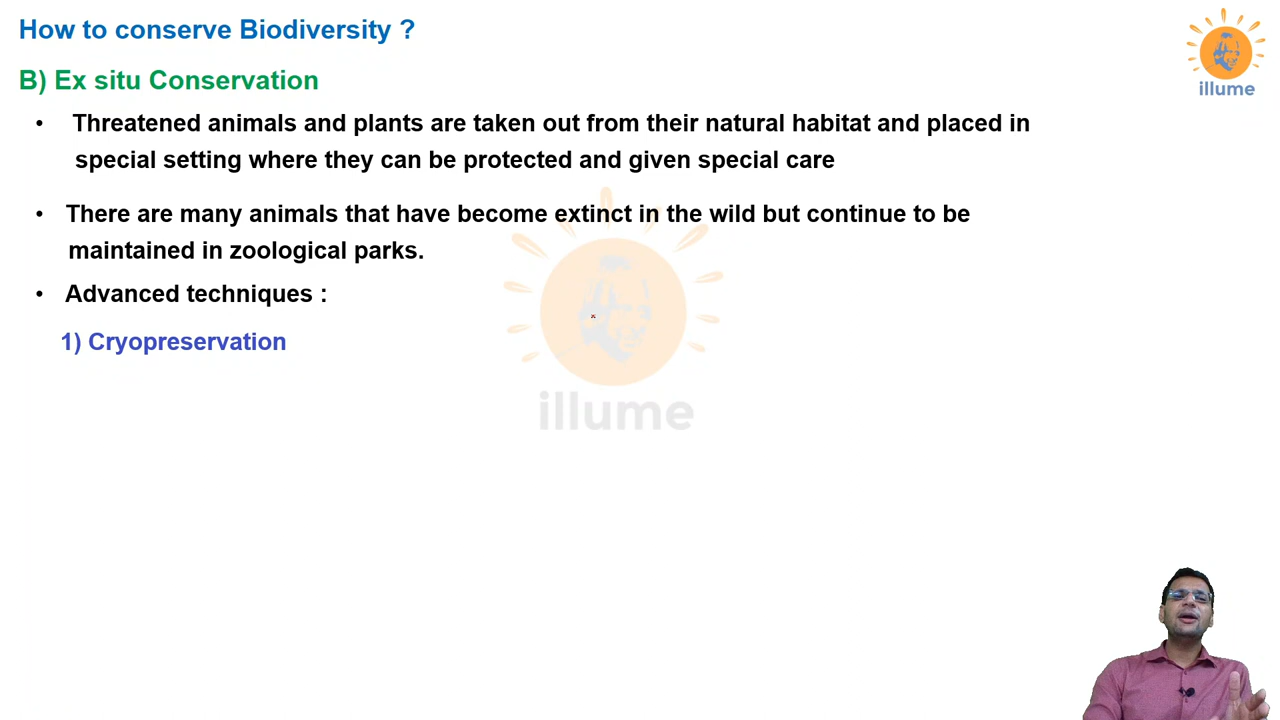 How to conserve Biodiversity ?
illume
B) Ex situ Conservation
• Threatened animals and plants are taken out from their natural habitat and placed in
special setting where they can be protected and given special care
• There are many animals that have become extinct in the wild but continue to be
maintained in zoological parks.
• Advanced techniques :
1) Cryopreservation
illume